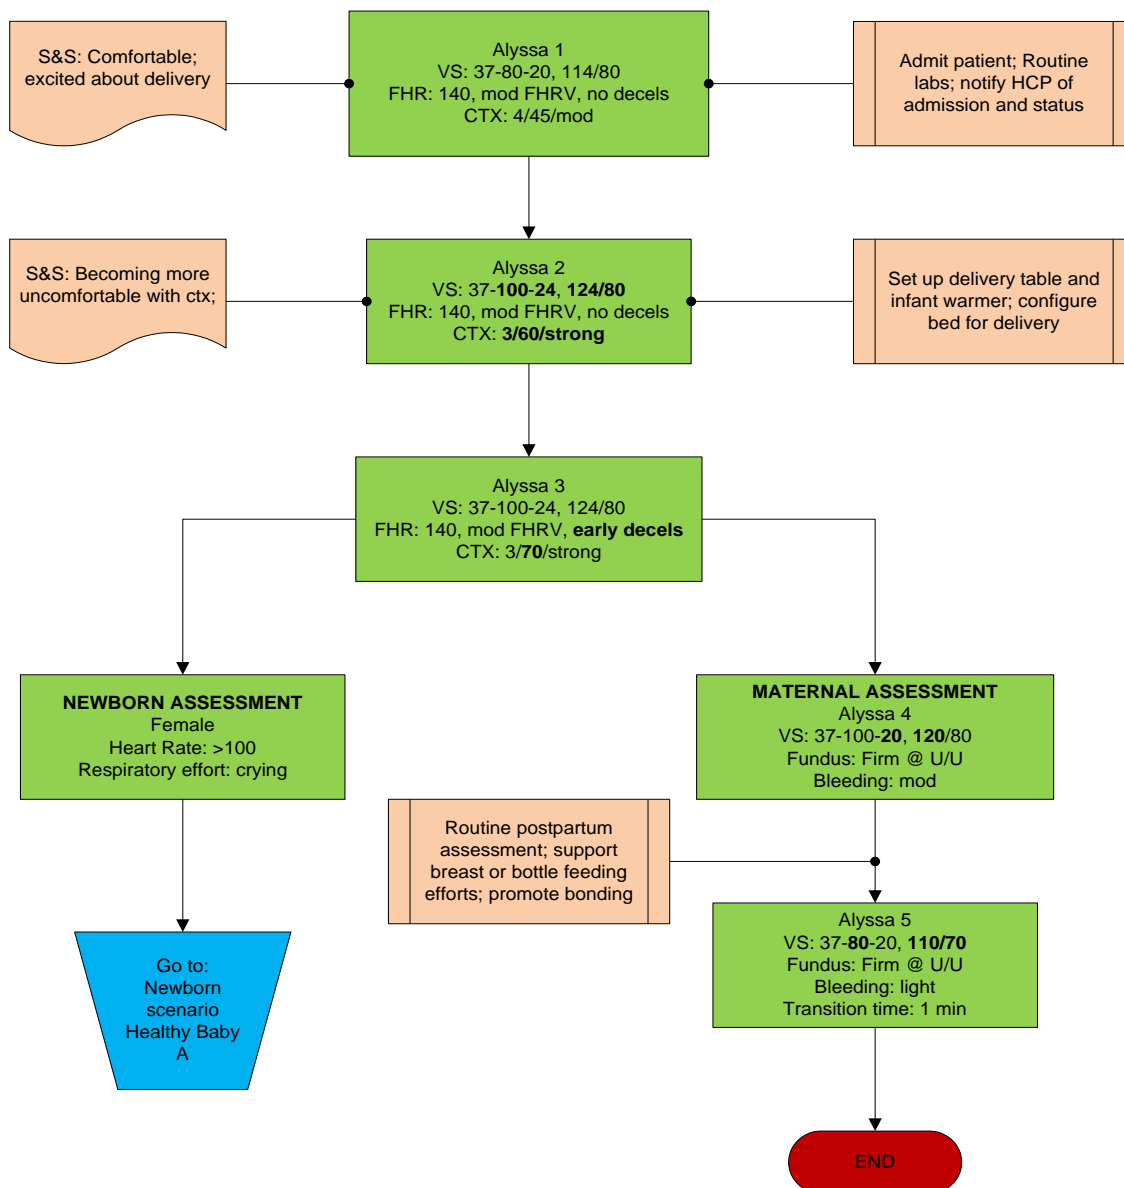 S&S: Comfortable;
excited about delivery
Alyssa 1
VS: 37-80-20, 114/80
FHR: 140, mod FHRV, no decels
CTX: 4/45/mod
Admit patient; Routine
labs; notify HCP of
admission and status
S&S: Becoming more
uncomfortable with ctx;
Alyssa 2
VS: 37-100-24, 124/80
FHR: 140, mod FHRV, no decels
CTX: 3/60/strong
Set up delivery table and
infant warmer; configure
bed for delivery
Alyssa 3
VS: 37-100-24, 124/80
FHR: 140, mod FHRV, early decels
CTX: 3/70/strong
NEWBORN ASSESSMENT
Female
Heart Rate: >100
Respiratory effort: crying
MATERNAL ASSESSMENT
Alyssa 4
VS: 37-100-20, 120/80
Fundus: Firm @ U/U
Bleeding: mod
Routine postpartum
assessment; support
breast or bottle feeding
efforts; promote bonding
Go to:
Newborn
scenario
Healthy Baby
A
Alyssa 5
VS: 37-80-20, 110/70
Fundus: Firm @ U/U
Bleeding: light
Transition time: 1 min
END